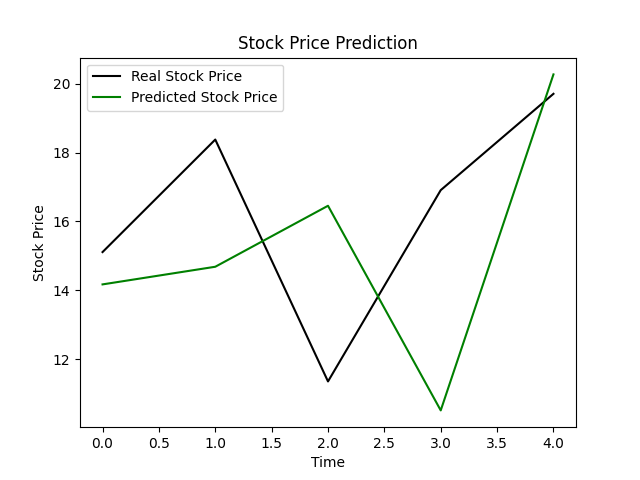 Stock Price Prediction
Real Stock Price
Predicted Stock Price
20
18
16
14
12
Stock Price
0.0 0.5 1.0 1.5 2.0 2.5 3.0 3.5 4.0
Time